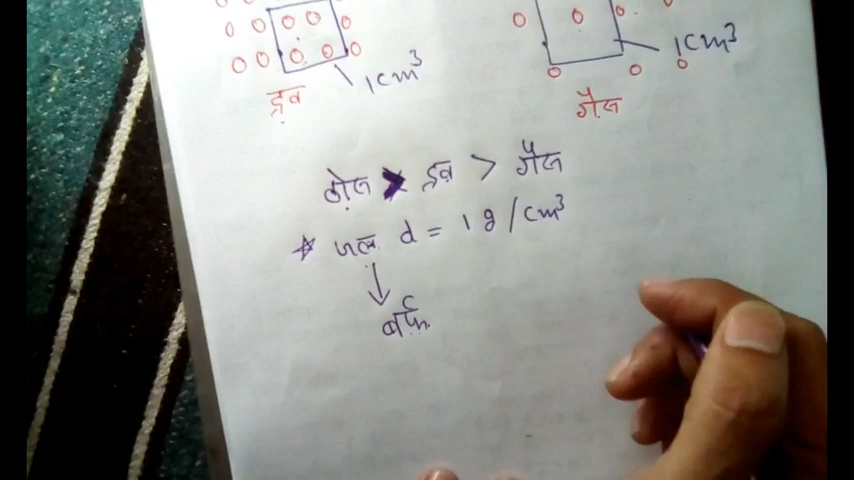 1cm³ 1cm³
द्रव गैस
ठोस > द्रव > गैस
* जल d = 1 g/cm³
↓
बर्फ